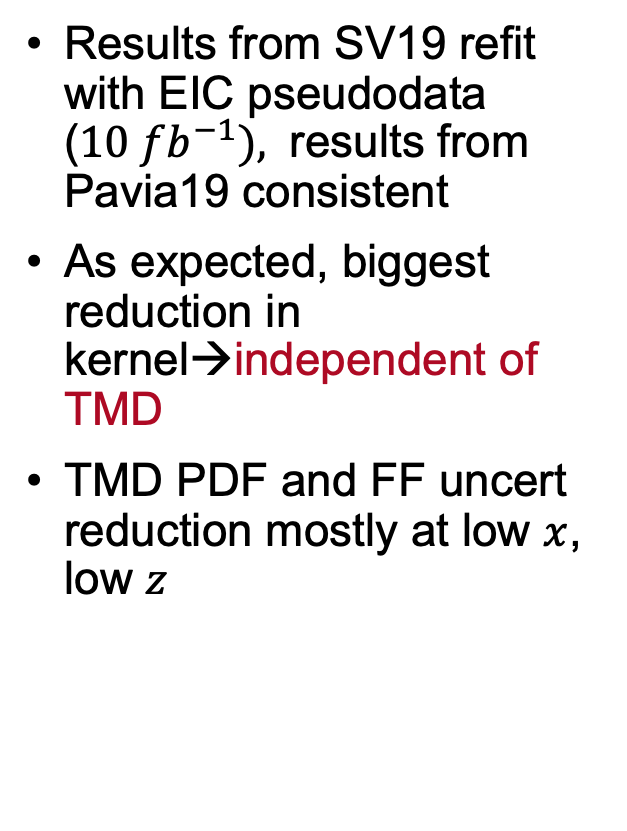 • Results from SV19 refit
with EIC pseudodata
(10 𝑓𝑏⁻¹), results from
Pavia19 consistent
• As expected, biggest
reduction in
kernel→independent of
TMD
• TMD PDF and FF uncert
reduction mostly at low 𝑥,
low 𝑧